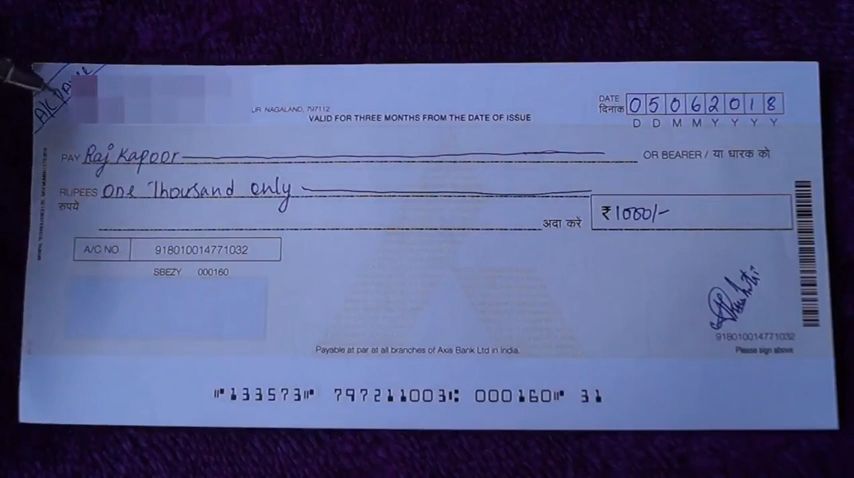 A/C PAYEE
UR NAGALAND, 797112
VALID FOR THREE MONTHS FROM THE DATE OF ISSUE
DATE
दिनांक 05062018
D D M M Y Y Y Y
PAY Raj Kapoor OR BEARER / या धारक को
RUPEES One Thousand only
रुपये अदा करें ₹1000/-
A/C NO. 918010014771032
SBEZY 000160
918010014771032
Please sign above
Payable at par at all branches of Axis Bank Ltd in India.
⑈133573⑈ 797211003⑆ 000160⑈ 31